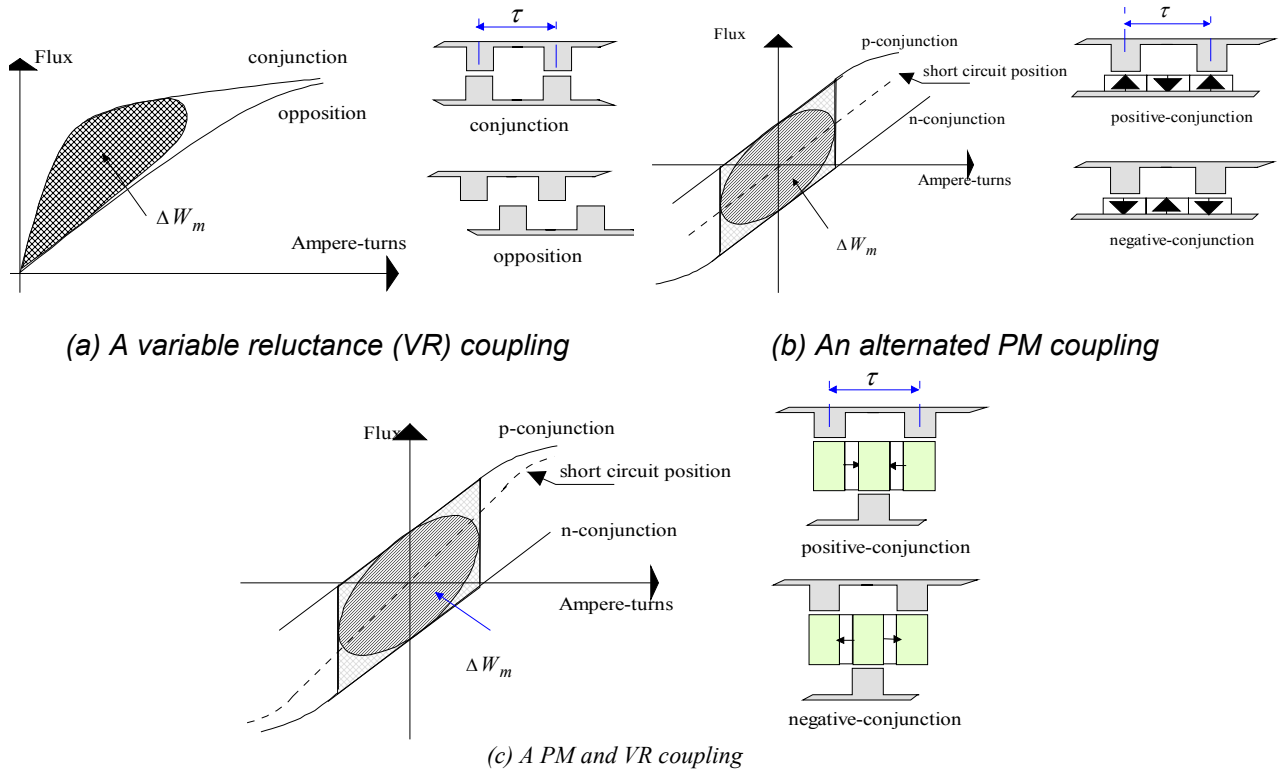 Flux
conjunction
opposition
ΔW_m
Ampere-turns
τ
conjunction
opposition
(a) A variable reluctance (VR) coupling
Flux
p-conjunction
short circuit position
n-conjunction
Ampere-turns
ΔW_m
τ
positive-conjunction
negative-conjunction
(b) An alternated PM coupling
Flux
p-conjunction
short circuit position
n-conjunction
Ampere-turns
ΔW_m
τ
positive-conjunction
negative-conjunction
(c) A PM and VR coupling